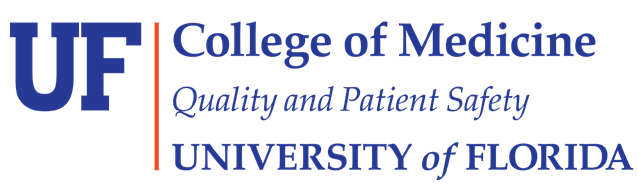 UF
College of Medicine
Quality and Patient Safety
UNIVERSITY of FLORIDA